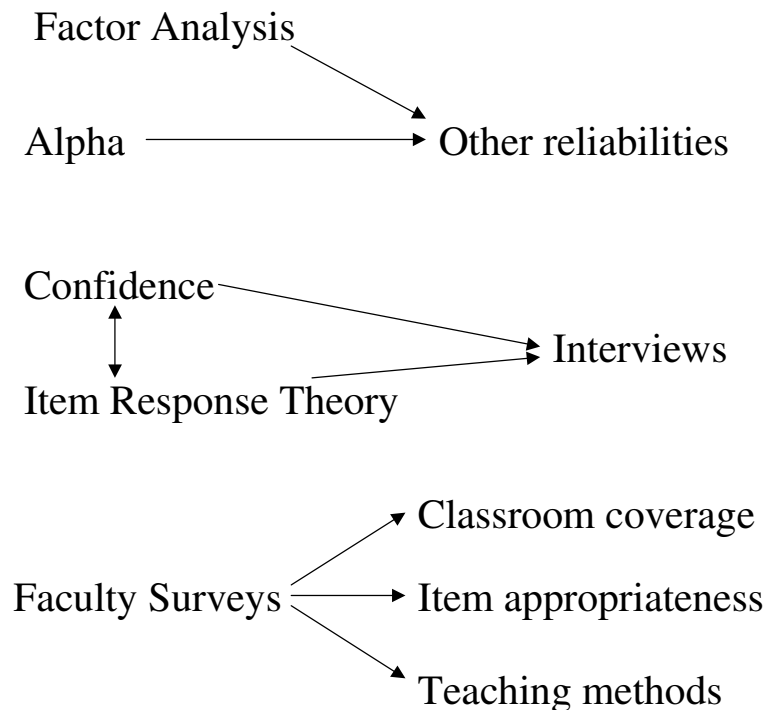 Factor Analysis
Alpha
Other reliabilities
Confidence
Interviews
Item Response Theory
Classroom coverage
Faculty Surveys
Item appropriateness
Teaching methods